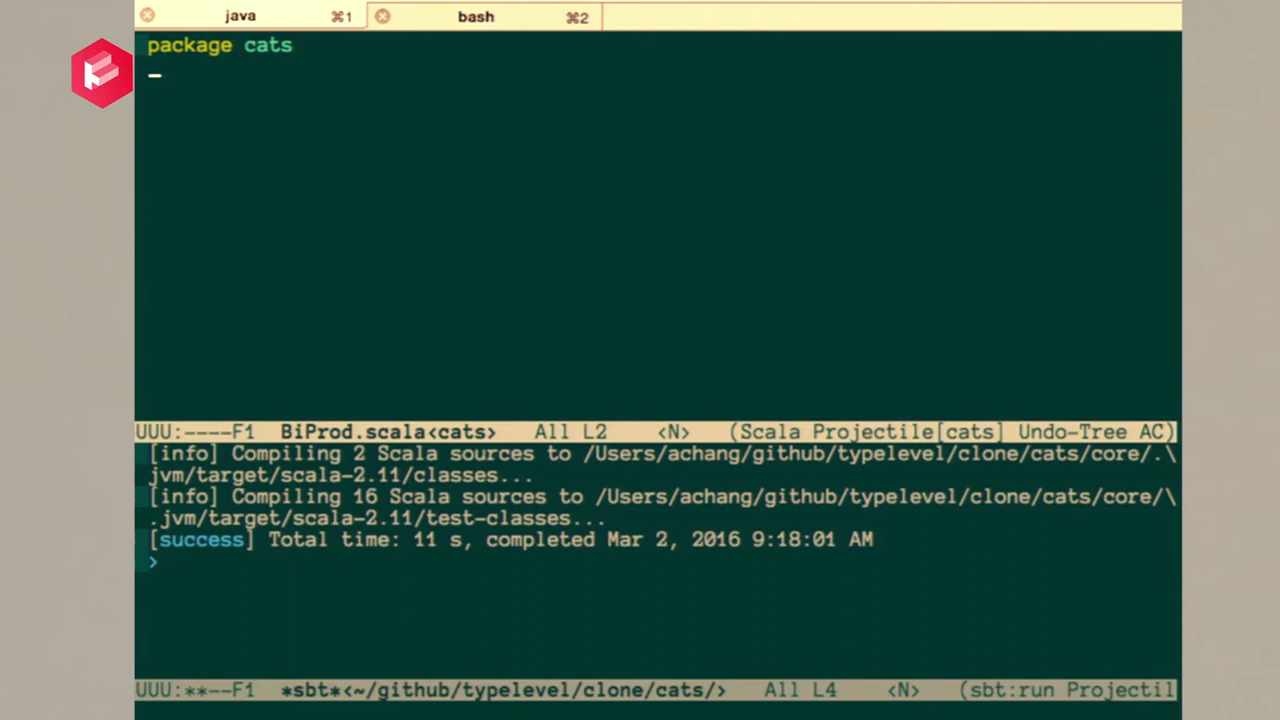 java ⌘1 bash ⌘2
package cats
UUU:----F1 BiProd.scala<cats> All L2 <N> (Scala Projectile[cats] Undo-Tree AC)
[info] Compiling 2 Scala sources to /Users/achang/github/typelevel/clone/cats/core/.\
jvm/target/scala-2.11/classes...
[info] Compiling 16 Scala sources to /Users/achang/github/typelevel/clone/cats/core/\
.jvm/target/scala-2.11/test-classes...
[success] Total time: 11 s, completed Mar 2, 2016 9:18:01 AM
>
UUU:**--F1 *sbt*<~/github/typelevel/clone/cats/> All L4 <N> (sbt:run Projectil